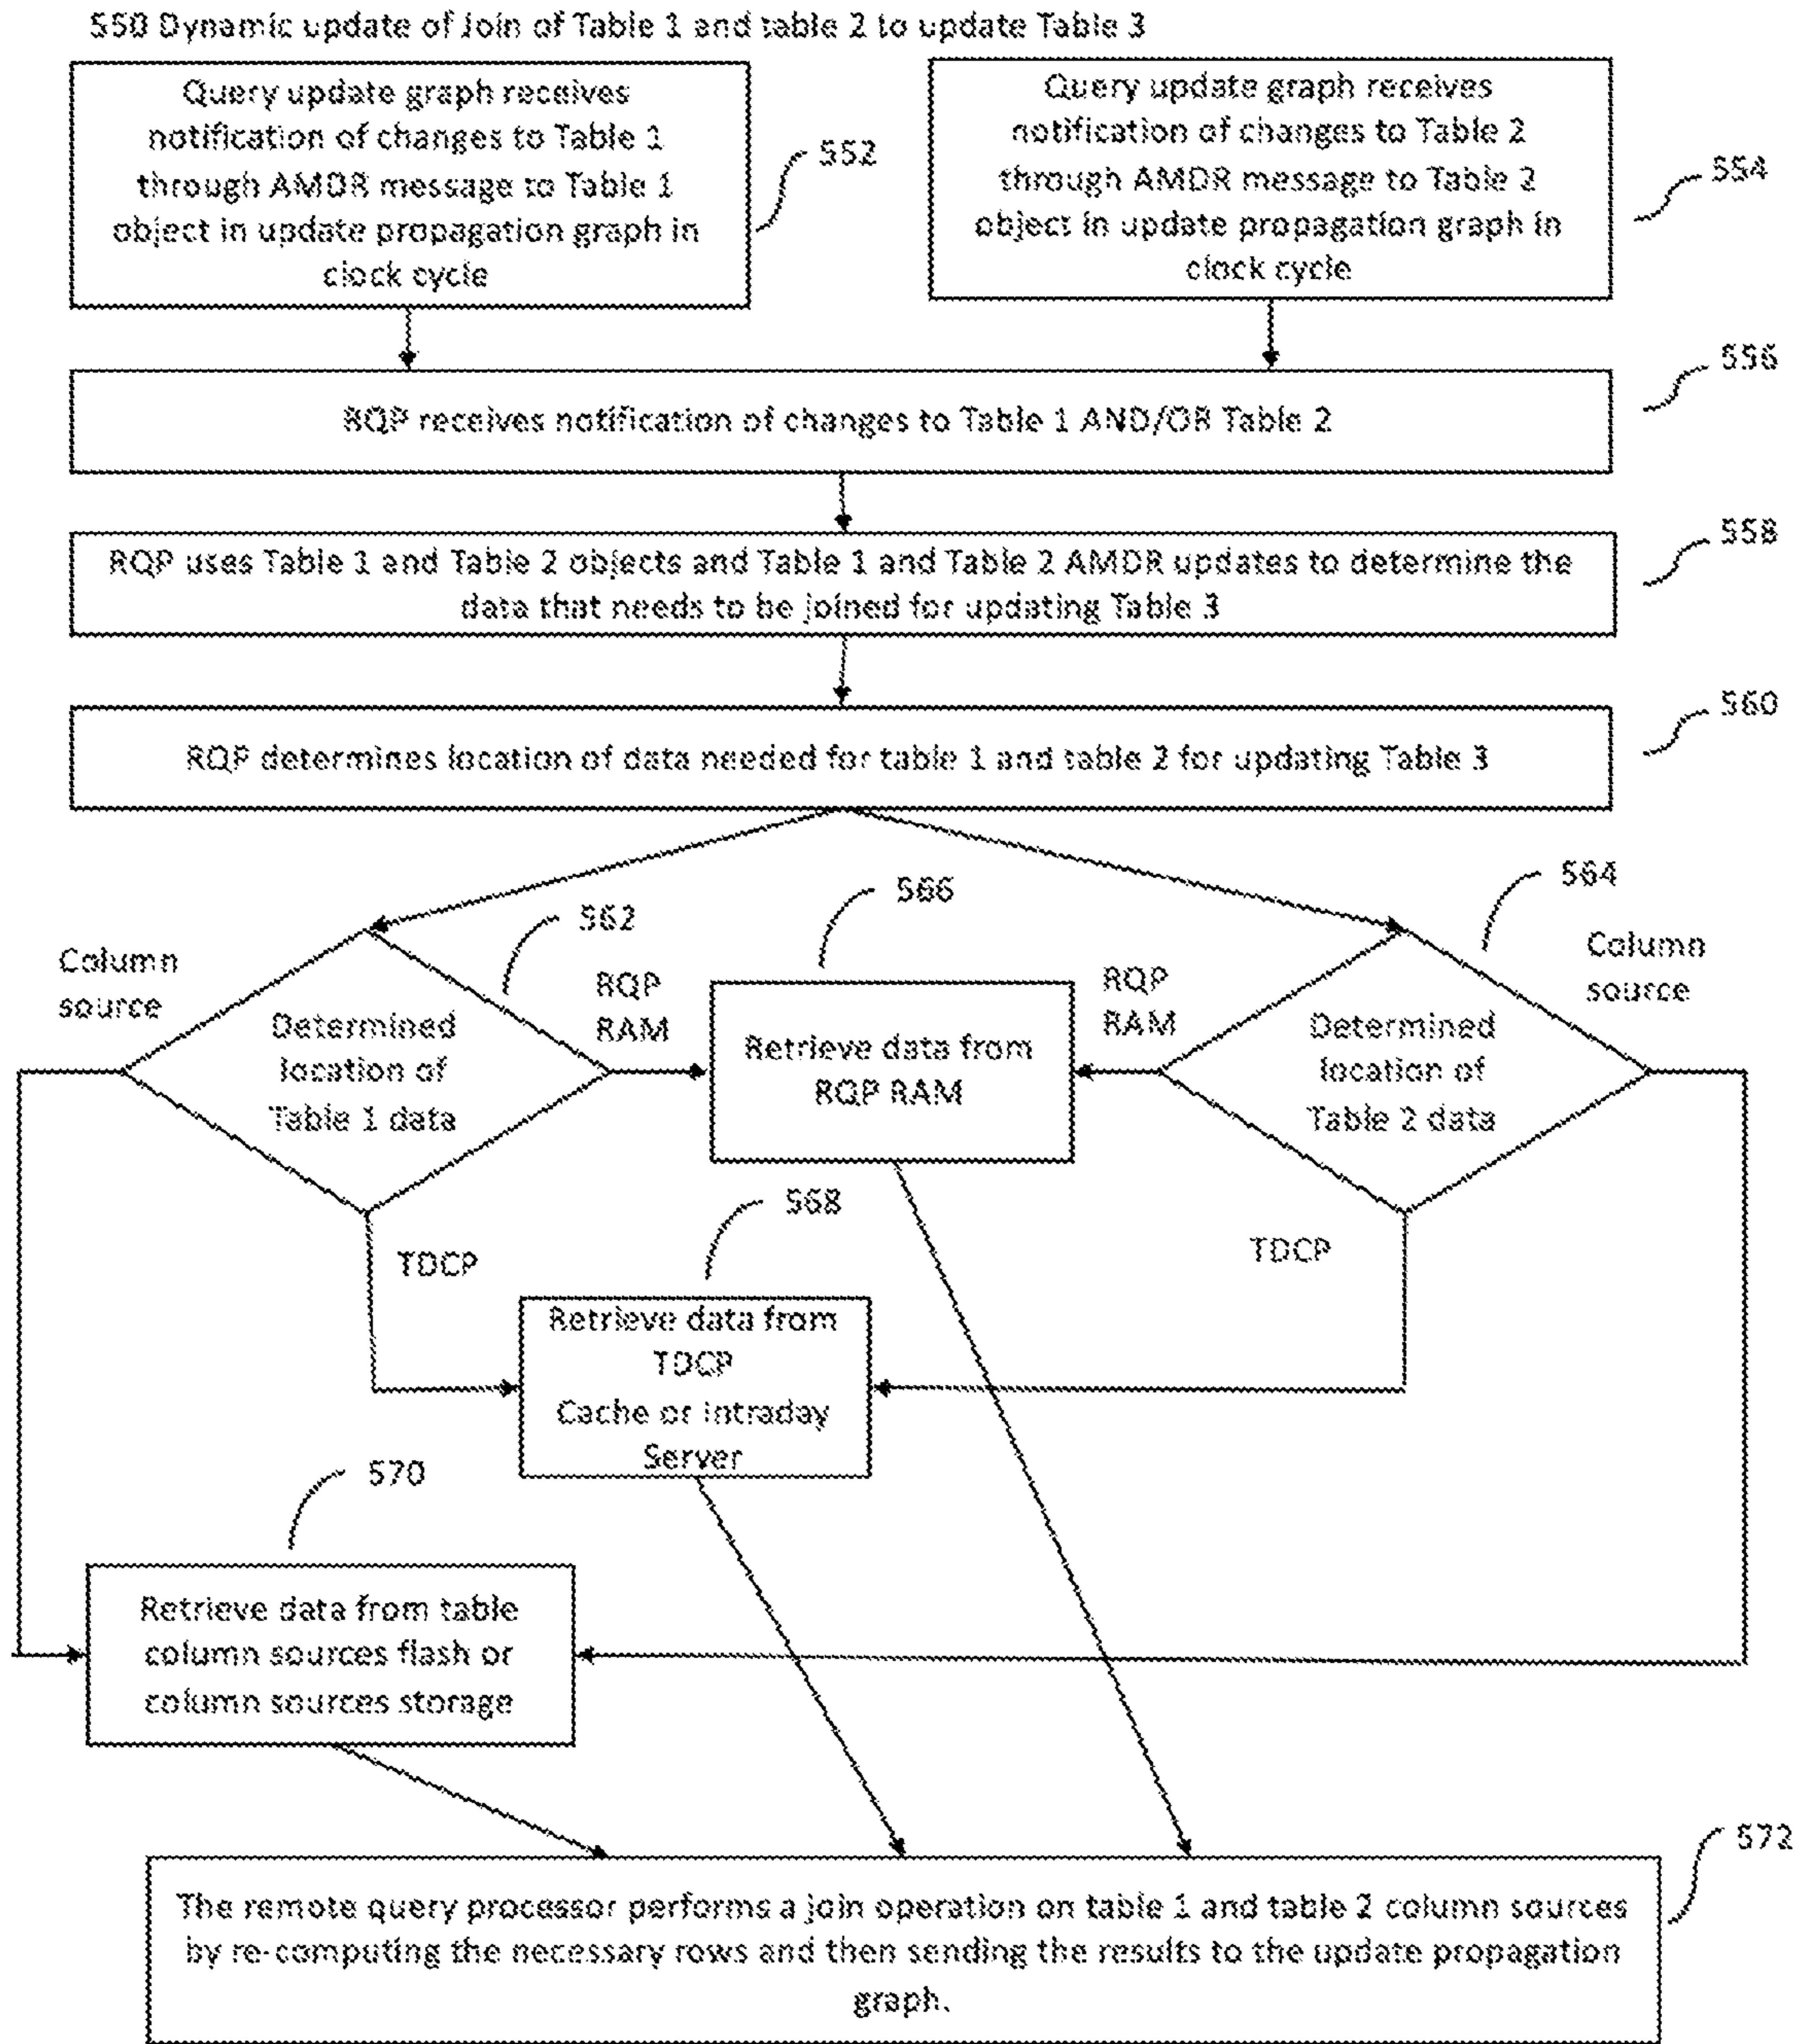 550 Dynamic update of Join of Table 1 and table 2 to update Table 3
Query update graph receives
notification of changes to Table 1
through AMDR message to Table 1
object in update propagation graph in
clock cycle
552
Query update graph receives
notification of changes to Table 2
through AMDR message to Table 2
object in update propagation graph in
clock cycle
554
RQP receives notification of changes to Table 1 AND/OR Table 2
556
RQP uses Table 1 and Table 2 objects and Table 1 and Table 2 AMDR updates to determine the
data that needs to be joined for updating Table 3
558
RQP determines location of data needed for table 1 and table 2 for updating Table 3
560
Column
source
Determined
location of
Table 1 data
562
RQP
RAM
566
Retrieve data from
RQP RAM
RQP
RAM
564
Determined
location of
Table 2 data
Column
source
TDCP
568
Retrieve data from
TDCP
Cache or Intraday
Server
TDCP
570
Retrieve data from table
column sources flash or
column sources storage
572
The remote query processor performs a join operation on table 1 and table 2 column sources
by re-computing the necessary rows and then sending the results to the update propagation
graph.